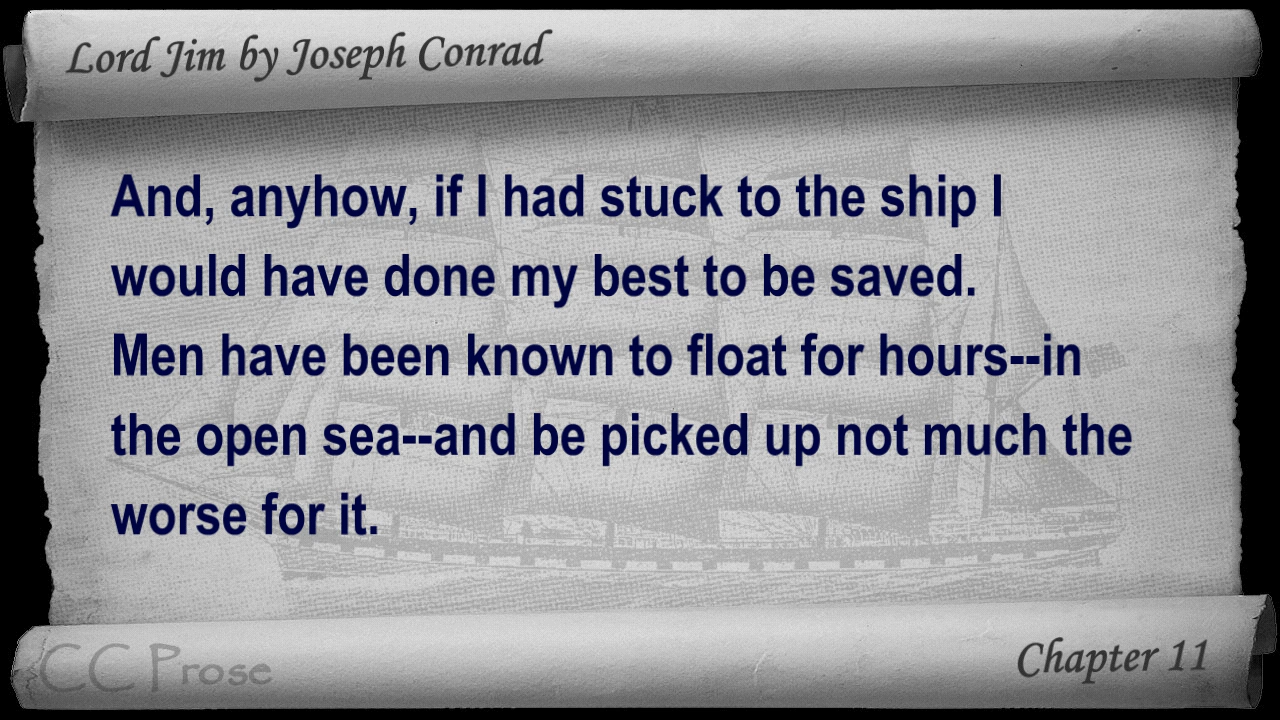 Lord Jim by Joseph Conrad
And, anyhow, if I had stuck to the ship I
would have done my best to be saved.
Men have been known to float for hours--in
the open sea--and be picked up not much the
worse for it.
CC Prose
Chapter 11